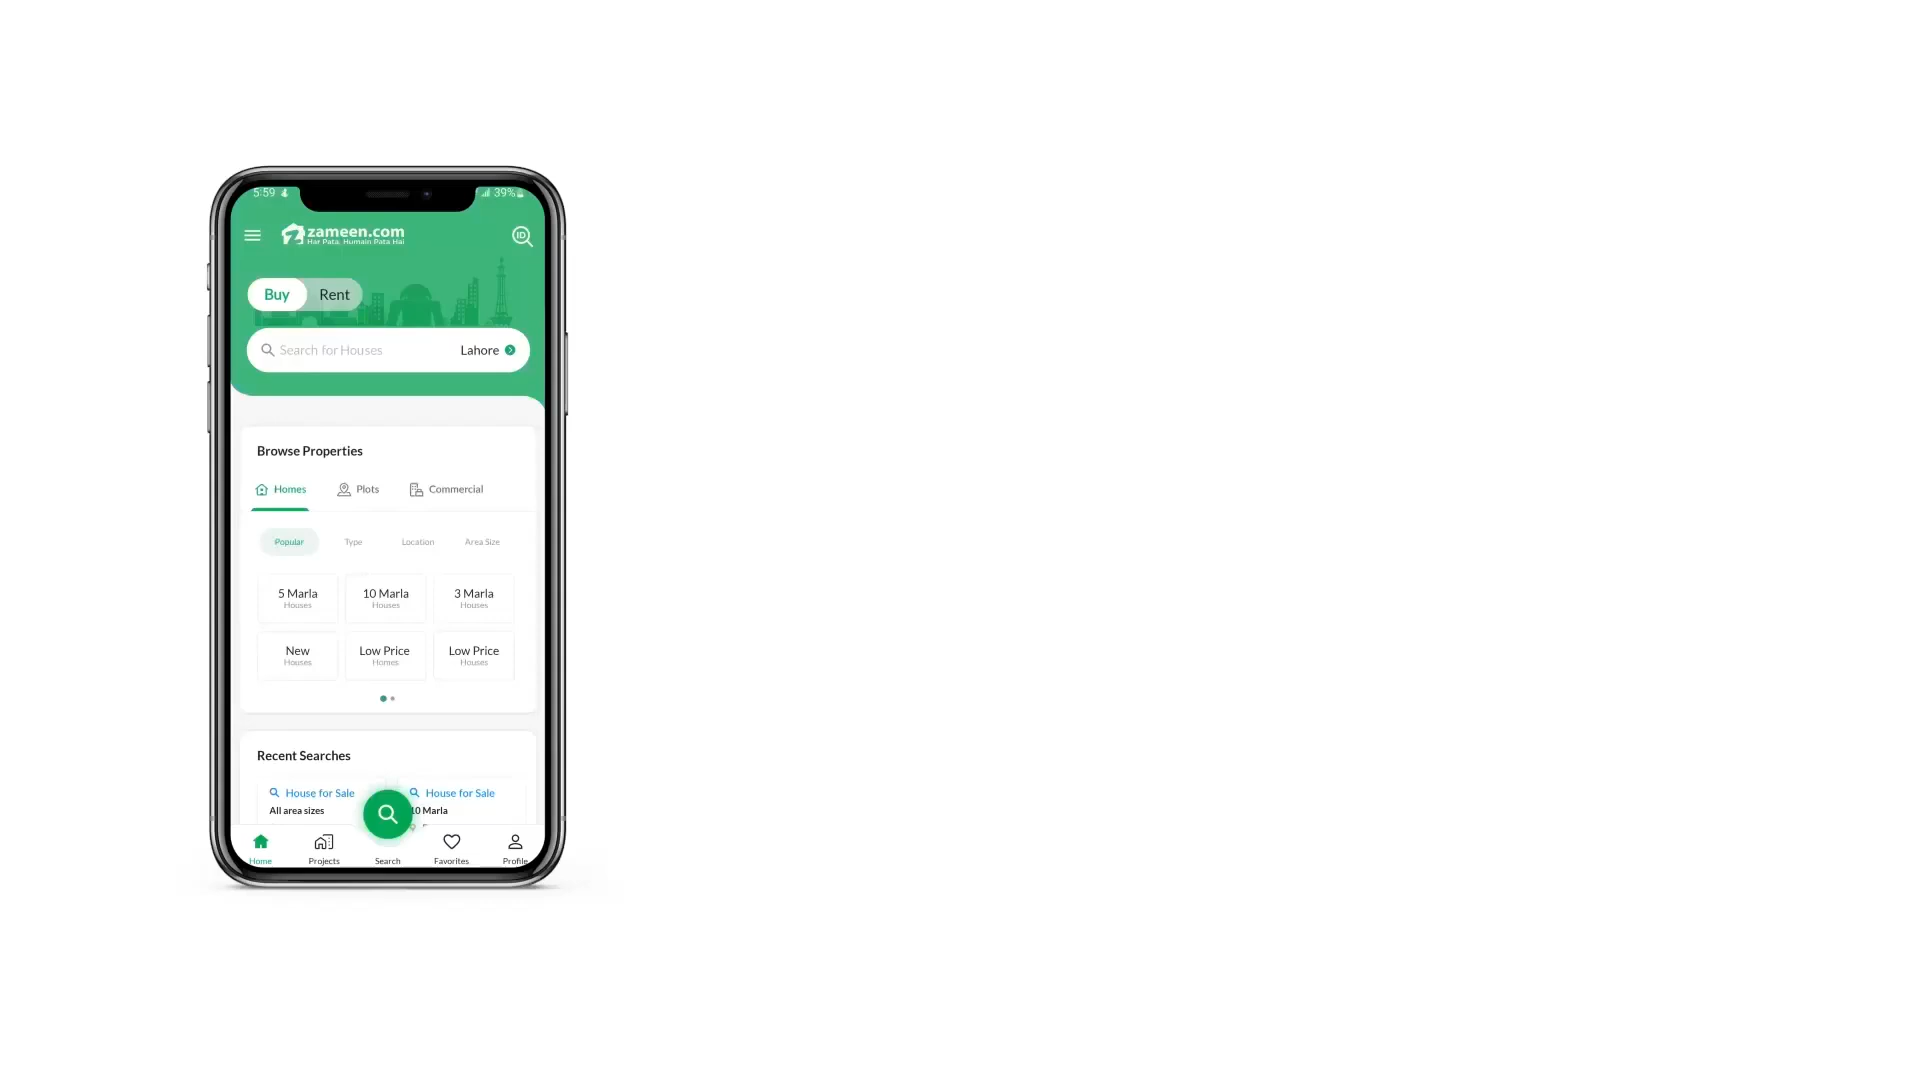 5:59 39%
zameen.com
Har Pata, Humain Pata Hai
ID
Buy Rent
Search for Houses Lahore
Browse Properties
Homes Plots Commercial
Popular Type Location Area Size
5 Marla 10 Marla 3 Marla
Houses Houses Houses
New Low Price Low Price
Houses Homes Houses
Recent Searches
House for Sale House for Sale
All area sizes 10 Marla
Home Projects Search Favorites Profile